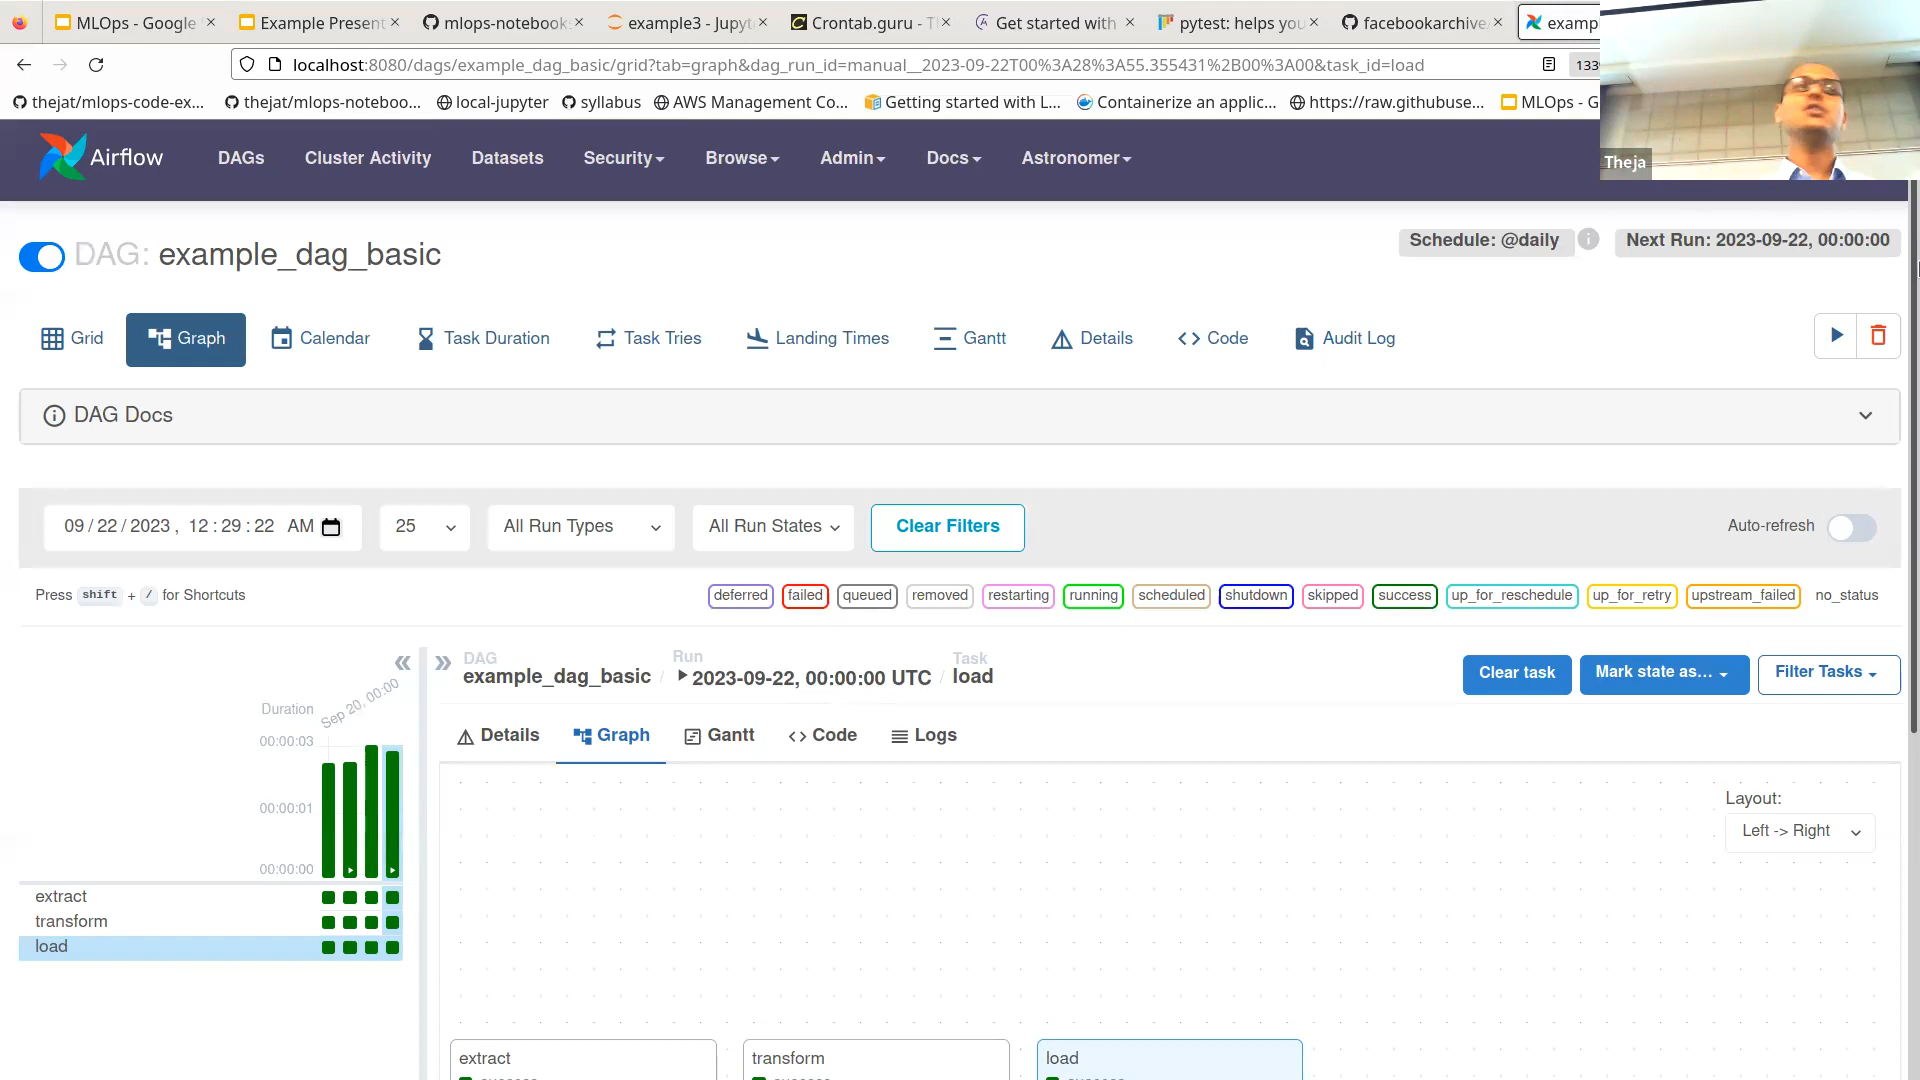 MLOps - Google
Example Present
mlops-notebook
example3 - Jupyt
Crontab.guru - T
Get started with
pytest: helps you
facebookarchive
examp
localhost:8080/dags/example_dag_basic/grid?tab=graph&dag_run_id=manual__2023-09-22T00%3A28%3A55.355431%2B00%3A00&task_id=load
133
thejat/mlops-code-ex...
thejat/mlops-noteboo...
local-jupyter
syllabus
AWS Management Co...
Getting started with L...
Containerize an applic...
https://raw.githubuse...
MLOps - G
Theja
Airflow
DAGs
Cluster Activity
Datasets
Security
Browse
Admin
Docs
Astronomer
DAG: example_dag_basic
Schedule: @daily
Next Run: 2023-09-22, 00:00:00
Grid
Graph
Calendar
Task Duration
Task Tries
Landing Times
Gantt
Details
Code
Audit Log
DAG Docs
09/22/2023, 12:29:22 AM
25
All Run Types
All Run States
Clear Filters
Auto-refresh
Press shift + / for Shortcuts
deferred
failed
queued
removed
restarting
running
scheduled
shutdown
skipped
success
up_for_reschedule
up_for_retry
upstream_failed
no_status
Duration
Sep 20, 00:00
00:00:03
00:00:01
00:00:00
extract
transform
load
DAG
example_dag_basic
Run
2023-09-22, 00:00:00 UTC
Task
load
Clear task
Mark state as...
Filter Tasks
Details
Graph
Gantt
Code
Logs
Layout:
Left -> Right
extract
transform
load